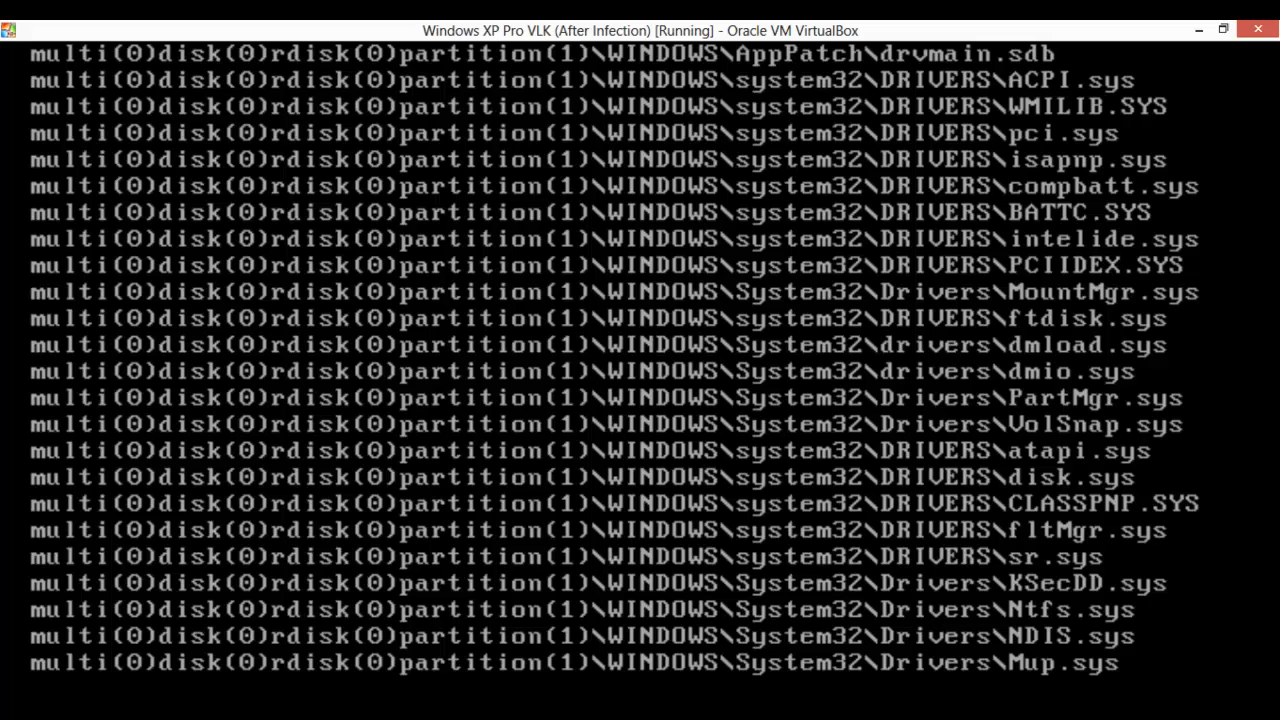 Windows XP Pro VLK (After Infection) [Running] - Oracle VM VirtualBox
multi(0)disk(0)rdisk(0)partition(1)\WINDOWS\AppPatch\drvmain.sdb
multi(0)disk(0)rdisk(0)partition(1)\WINDOWS\system32\DRIVERS\ACPI.sys
multi(0)disk(0)rdisk(0)partition(1)\WINDOWS\system32\DRIVERS\WMILIB.SYS
multi(0)disk(0)rdisk(0)partition(1)\WINDOWS\system32\DRIVERS\pci.sys
multi(0)disk(0)rdisk(0)partition(1)\WINDOWS\system32\DRIVERS\isapnp.sys
multi(0)disk(0)rdisk(0)partition(1)\WINDOWS\system32\DRIVERS\compbatt.sys
multi(0)disk(0)rdisk(0)partition(1)\WINDOWS\system32\DRIVERS\BATTC.SYS
multi(0)disk(0)rdisk(0)partition(1)\WINDOWS\system32\DRIVERS\intelide.sys
multi(0)disk(0)rdisk(0)partition(1)\WINDOWS\system32\DRIVERS\PCIIDEX.SYS
multi(0)disk(0)rdisk(0)partition(1)\WINDOWS\System32\Drivers\MountMgr.sys
multi(0)disk(0)rdisk(0)partition(1)\WINDOWS\system32\DRIVERS\ftdisk.sys
multi(0)disk(0)rdisk(0)partition(1)\WINDOWS\System32\drivers\dmload.sys
multi(0)disk(0)rdisk(0)partition(1)\WINDOWS\System32\drivers\dmio.sys
multi(0)disk(0)rdisk(0)partition(1)\WINDOWS\System32\Drivers\PartMgr.sys
multi(0)disk(0)rdisk(0)partition(1)\WINDOWS\System32\Drivers\VolSnap.sys
multi(0)disk(0)rdisk(0)partition(1)\WINDOWS\system32\DRIVERS\atapi.sys
multi(0)disk(0)rdisk(0)partition(1)\WINDOWS\system32\DRIVERS\disk.sys
multi(0)disk(0)rdisk(0)partition(1)\WINDOWS\system32\DRIVERS\CLASSPNP.SYS
multi(0)disk(0)rdisk(0)partition(1)\WINDOWS\system32\DRIVERS\fltMgr.sys
multi(0)disk(0)rdisk(0)partition(1)\WINDOWS\system32\DRIVERS\sr.sys
multi(0)disk(0)rdisk(0)partition(1)\WINDOWS\System32\Drivers\KSecDD.sys
multi(0)disk(0)rdisk(0)partition(1)\WINDOWS\System32\Drivers\Ntfs.sys
multi(0)disk(0)rdisk(0)partition(1)\WINDOWS\System32\Drivers\NDIS.sys
multi(0)disk(0)rdisk(0)partition(1)\WINDOWS\System32\Drivers\Mup.sys